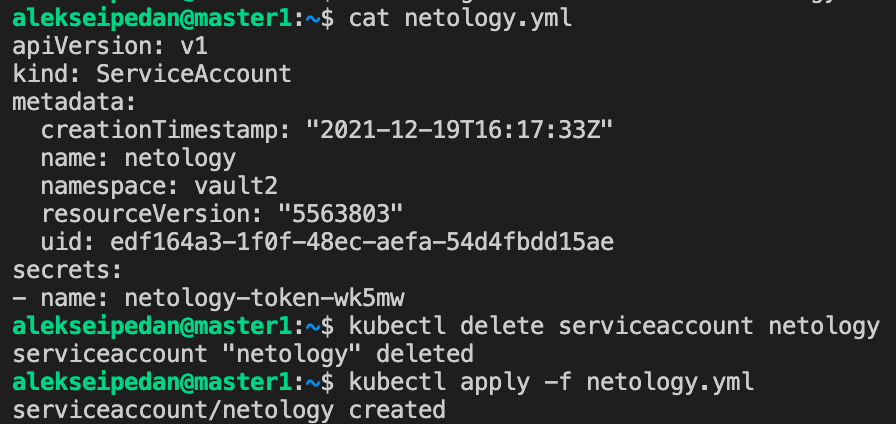 alekseipedan@master1:~$ cat netology.yml
apiVersion: v1
kind: ServiceAccount
metadata:
  creationTimestamp: "2021-12-19T16:17:33Z"
  name: netology
  namespace: vault2
  resourceVersion: "5563803"
  uid: edf164a3-1f0f-48ec-aefa-54d4fbdd15ae
secrets:
- name: netology-token-wk5mw
alekseipedan@master1:~$ kubectl delete serviceaccount netology
serviceaccount "netology" deleted
alekseipedan@master1:~$ kubectl apply -f netology.yml
serviceaccount/netology created